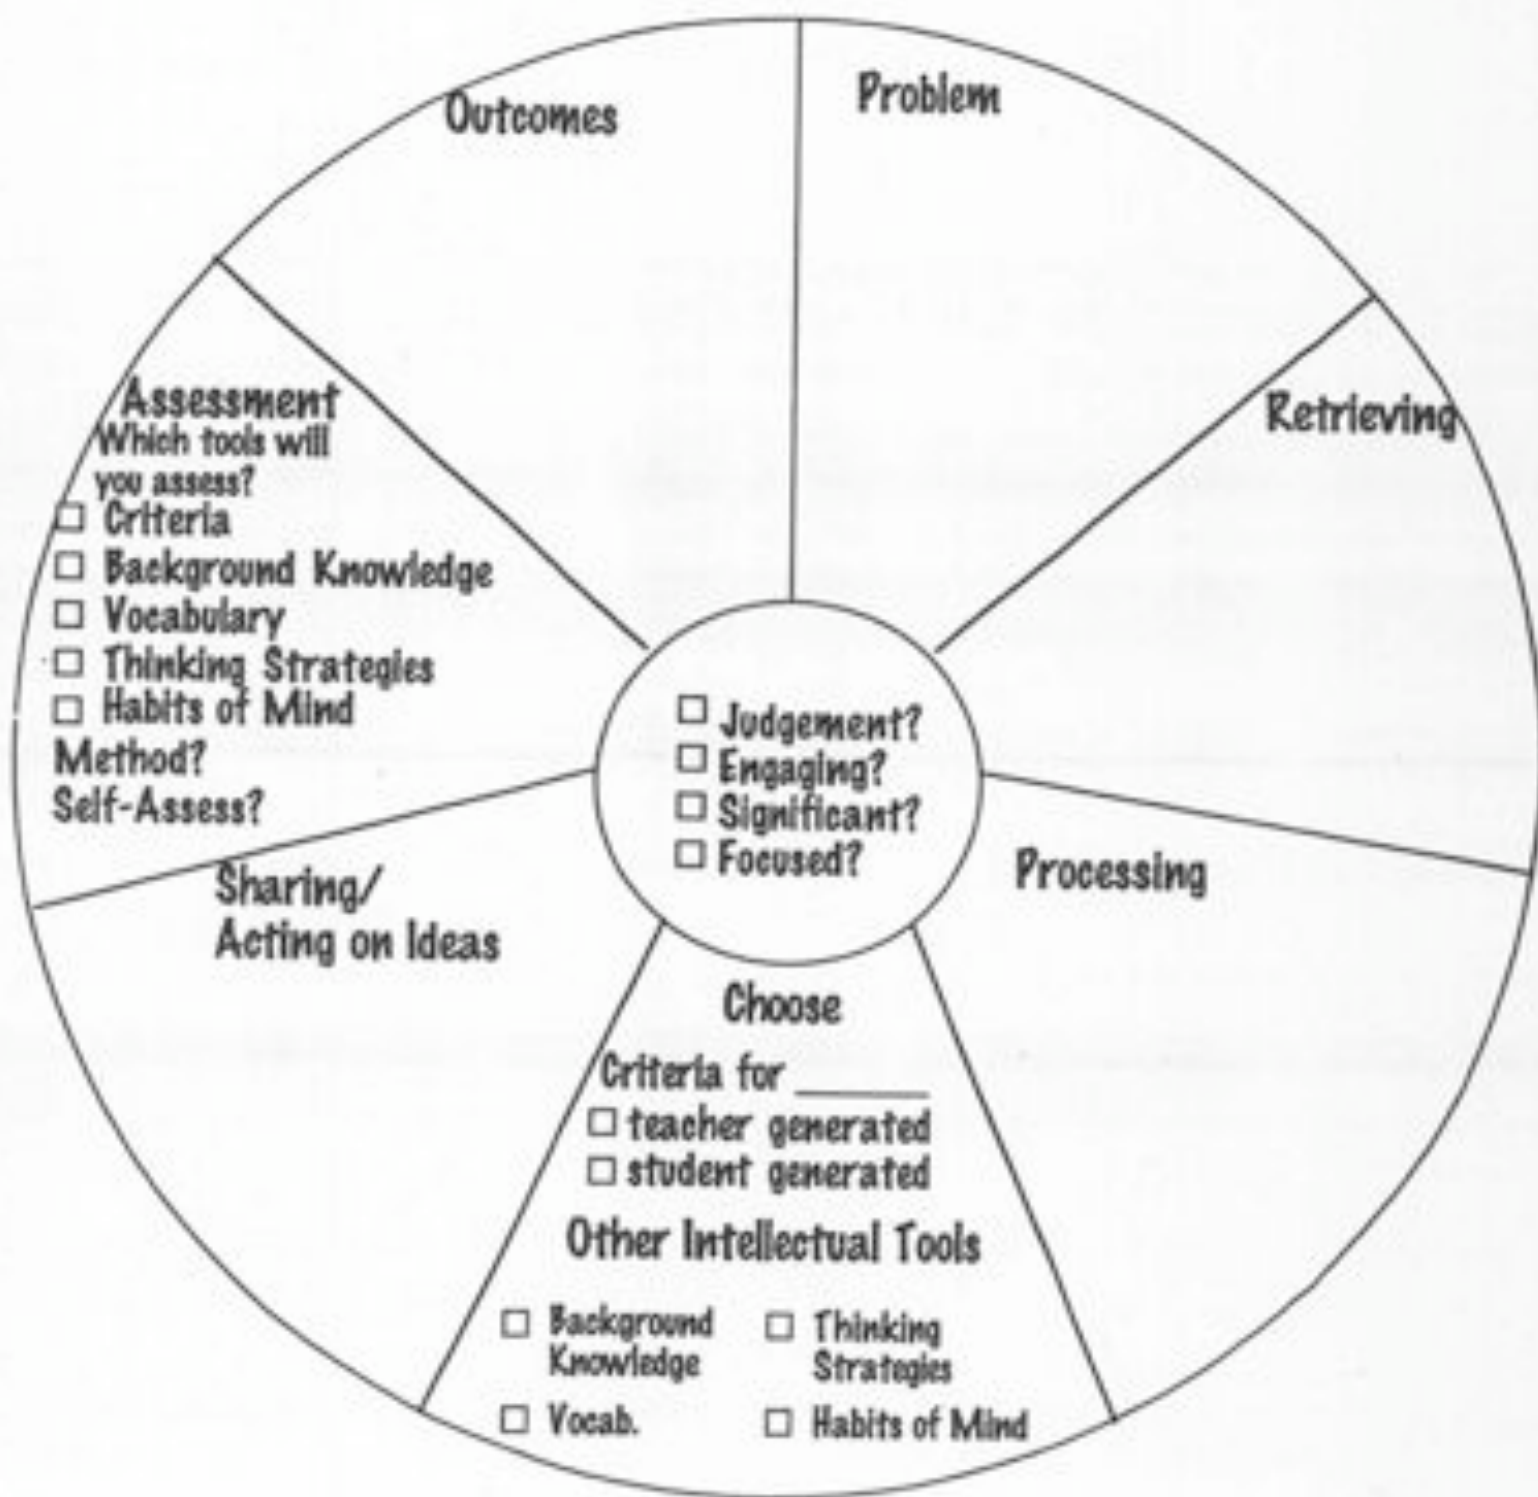 Outcomes
Problem
Retrieving
Assessment
Which tools will
you assess?
☐ Criteria
☐ Background Knowledge
☐ Vocabulary
☐ Thinking Strategies
☐ Habits of Mind
Method?
Self-Assess?
☐ Judgement?
☐ Engaging?
☐ Significant?
☐ Focused?
Processing
Sharing/
Acting on Ideas
Choose
Criteria for ________
☐ teacher generated
☐ student generated
Other Intellectual Tools
☐ Background
Knowledge
☐ Thinking
Strategies
☐ Vocab.
☐ Habits of Mind